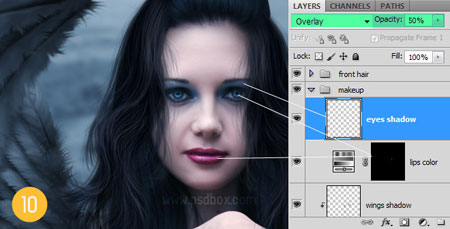 10
www.psdbox.com
LAYERS CHANNELS PATHS
Overlay Opacity: 50%
Unify: Propagate Frame 1
Lock: Fill: 100%
front hair
makeup
eyes shadow
lips color
wings shadow
fx